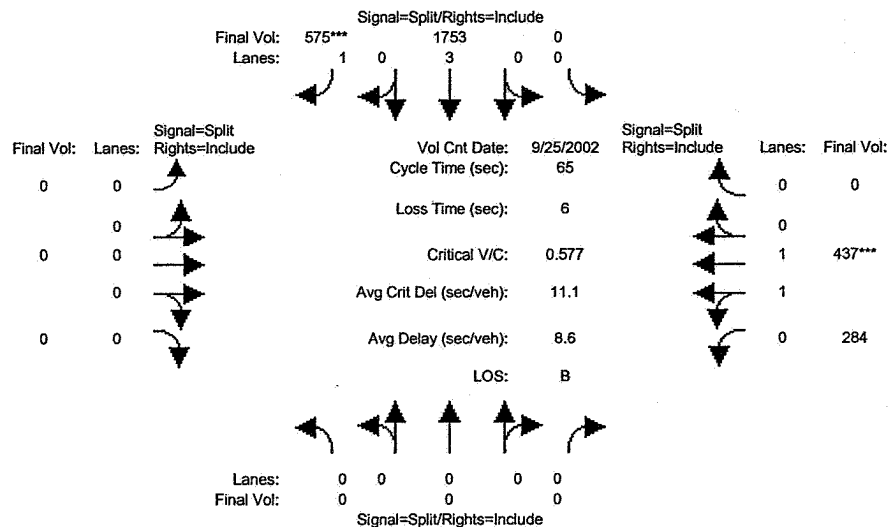 Signal=Split/Rights=Include
Final Vol: 575*** 1753 0
Lanes: 1 0 3 0 0
Signal=Split
Final Vol: Lanes: Rights=Include
Vol Cnt Date: 9/25/2002
Signal=Split
Rights=Include Lanes: Final Vol:
Cycle Time (sec): 65
0 0
0 0
Loss Time (sec): 6
0
0
0 0
Critical V/C: 0.577
1 437***
0
Avg Crit Del (sec/veh): 11.1
1
0 0
Avg Delay (sec/veh): 8.6
0 284
LOS: B
Lanes: 0 0 0 0 0
Final Vol: 0 0 0
Signal=Split/Rights=Include